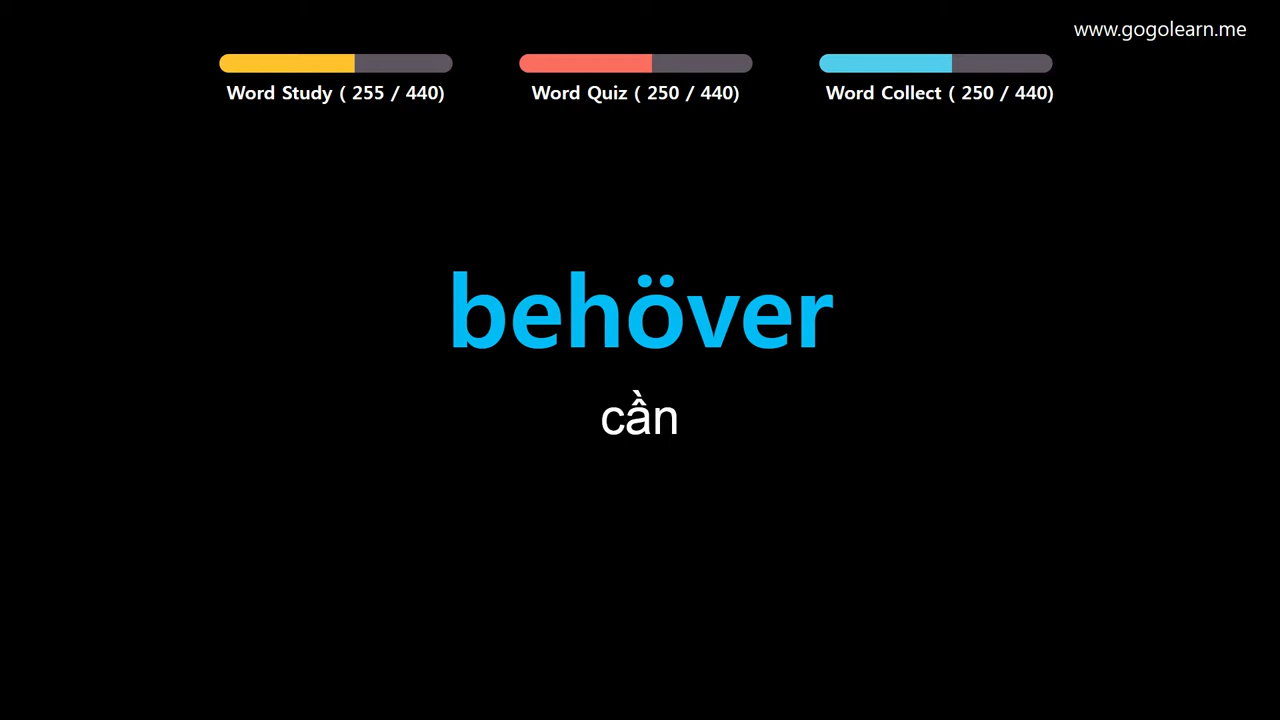 www.gogolearn.me
Word Study ( 255 / 440)
Word Quiz ( 250 / 440)
Word Collect ( 250 / 440)
behöver
cần